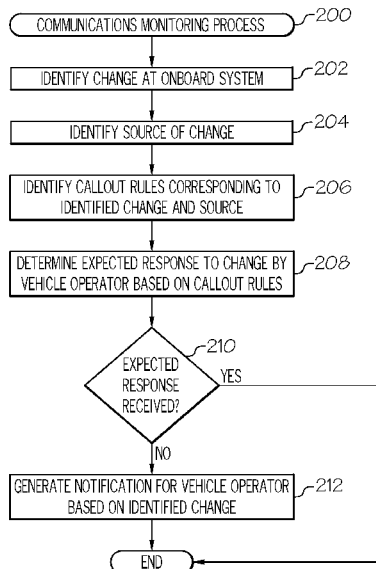 COMMUNICATIONS MONITORING PROCESS
200
IDENTIFY CHANGE AT ONBOARD SYSTEM
202
IDENTIFY SOURCE OF CHANGE
204
IDENTIFY CALLOUT RULES CORRESPONDING TO
IDENTIFIED CHANGE AND SOURCE
206
DETERMINE EXPECTED RESPONSE TO CHANGE BY
VEHICLE OPERATOR BASED ON CALLOUT RULES
208
EXPECTED
RESPONSE
RECEIVED?
210
YES
NO
GENERATE NOTIFICATION FOR VEHICLE OPERATOR
BASED ON IDENTIFIED CHANGE
212
END